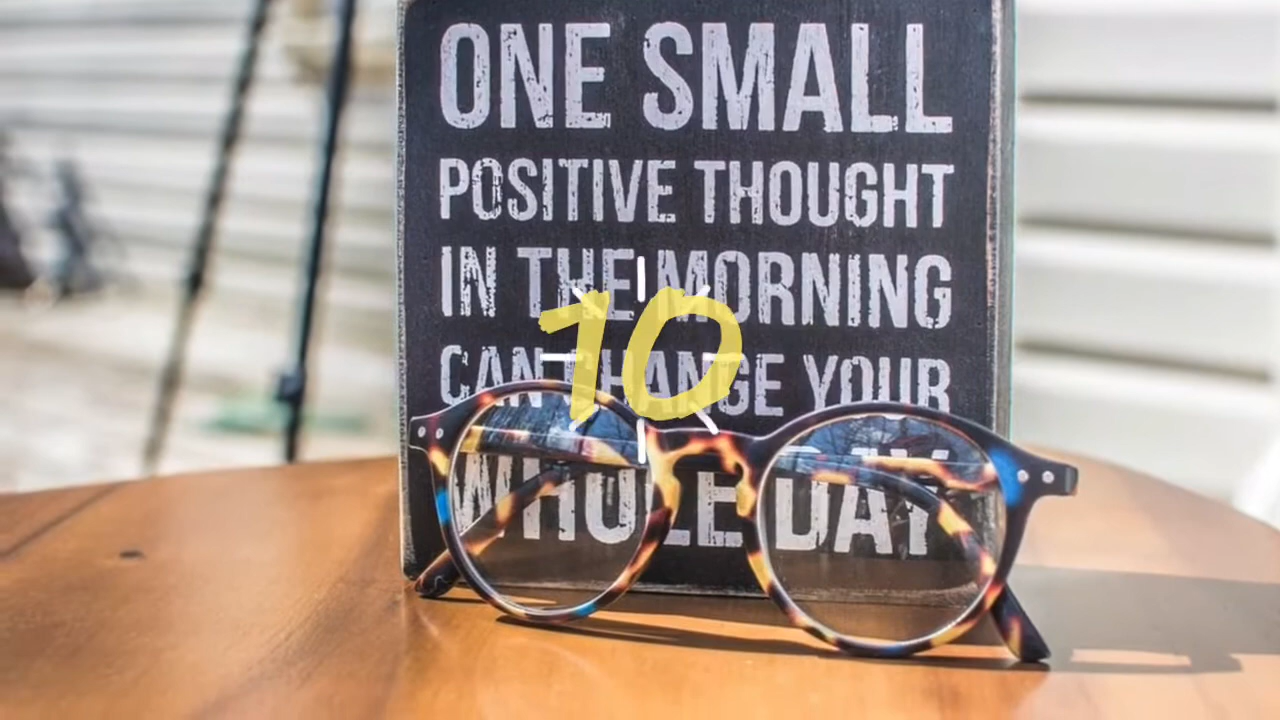 ONE SMALL
POSITIVE THOUGHT
IN THE MORNING
CAN CHANGE YOUR
WHOLE DAY
10